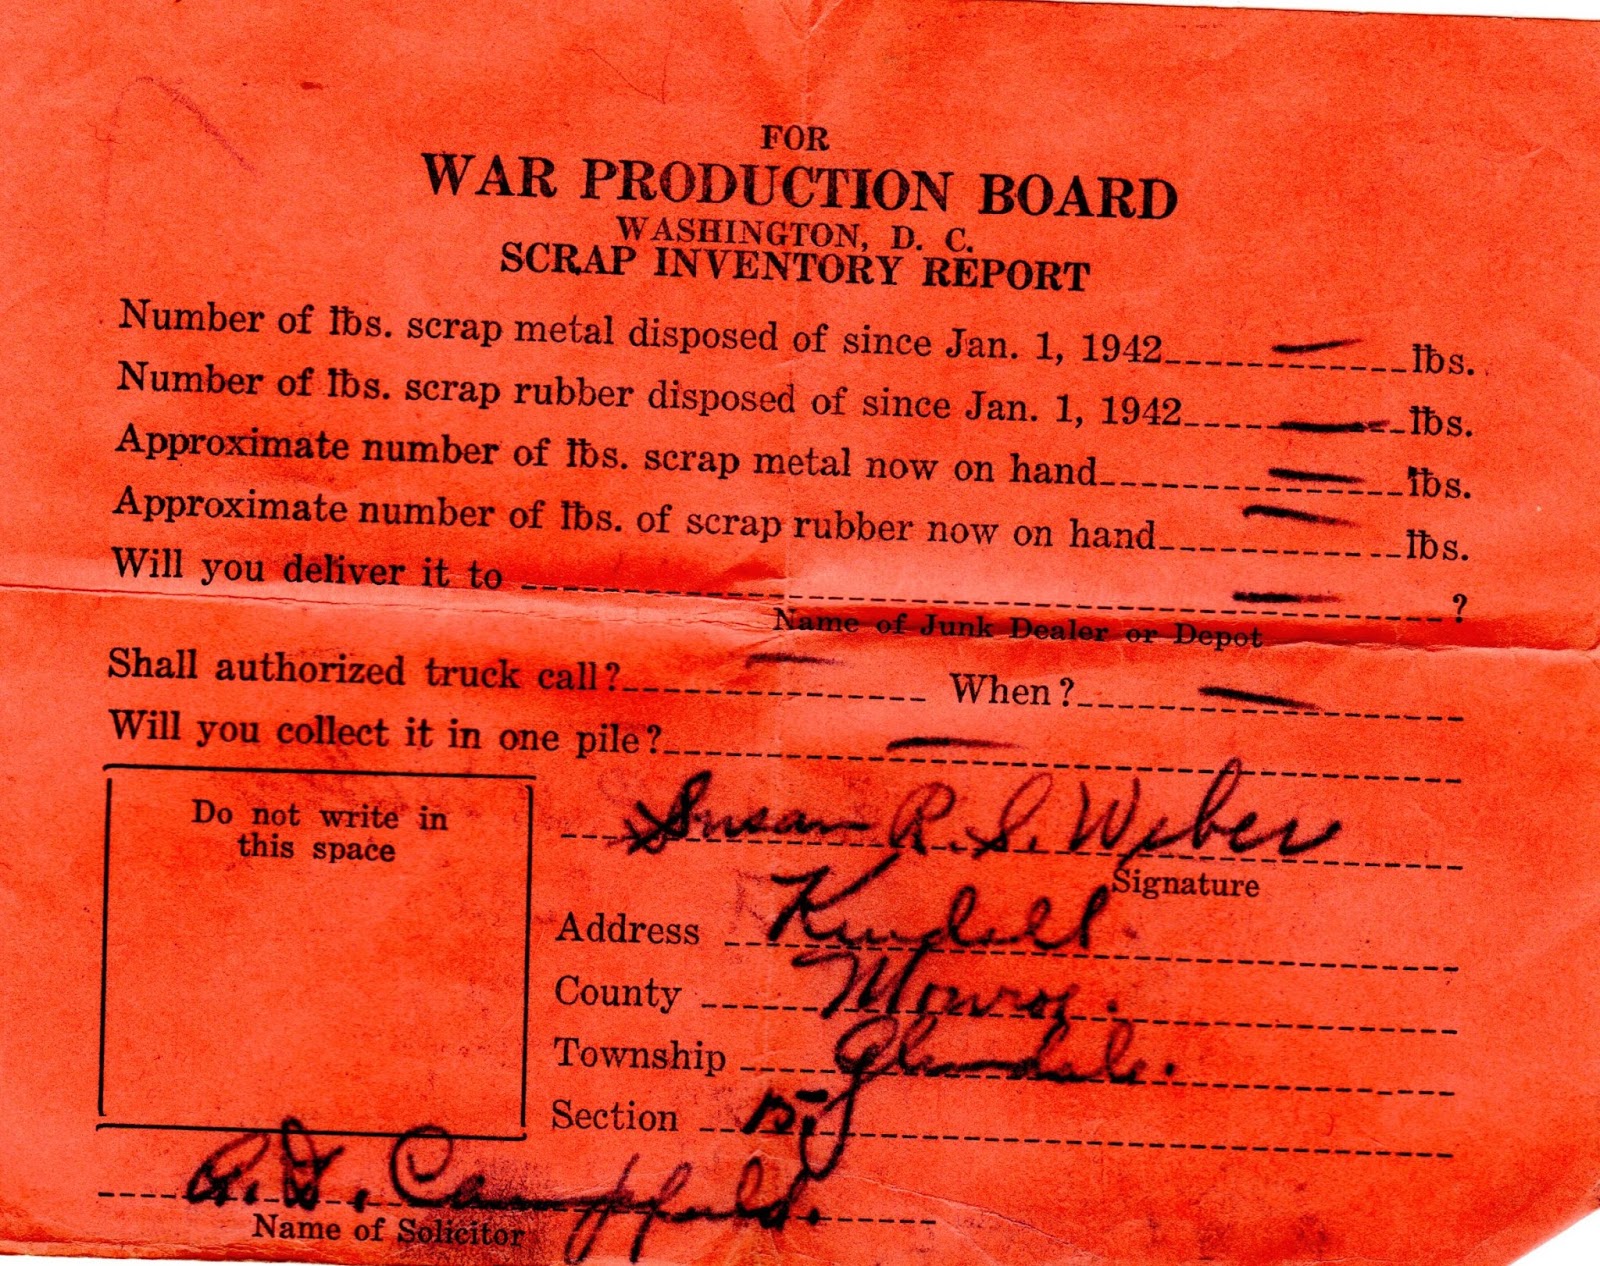 FOR
WAR PRODUCTION BOARD
WASHINGTON, D. C.
SCRAP INVENTORY REPORT
Number of lbs. scrap metal disposed of since Jan. 1, 1942 — lbs.
Number of lbs. scrap rubber disposed of since Jan. 1, 1942 — lbs.
Approximate number of lbs. scrap metal now on hand — lbs.
Approximate number of lbs. of scrap rubber now on hand — lbs.
Will you deliver it to — ?
Name of Junk Dealer or Depot
Shall authorized truck call? — When? —
Will you collect it in one pile? —
Do not write in
this space
Susan R. S. Weber
Signature
Address Kendall.
County Monroe.
Township Glendale.
Section 15
R. D. Campfield.
Name of Solicitor